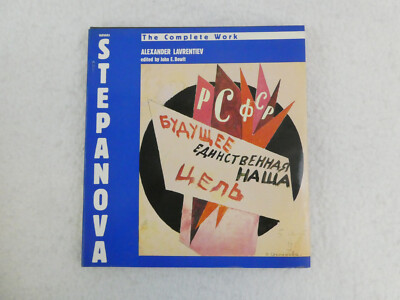 VARVARA
STEPANOVA
The Complete Work
ALEXANDER LAVRENTIEV
edited by John E. Bowlt
РСФСР
БУДУЩЕЕ
ЕДИНСТВЕННАЯ
НАША
ЦЕЛЬ